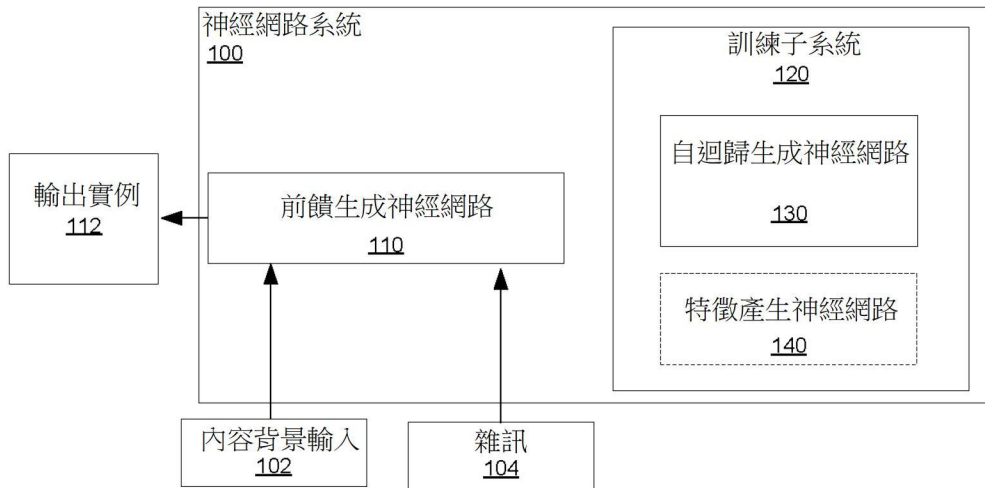 神經網路系統
100
訓練子系統
120
自迴歸生成神經網路
130
輸出實例
112
前饋生成神經網路
110
特徵產生神經網路
140
內容背景輸入
102
雜訊
104